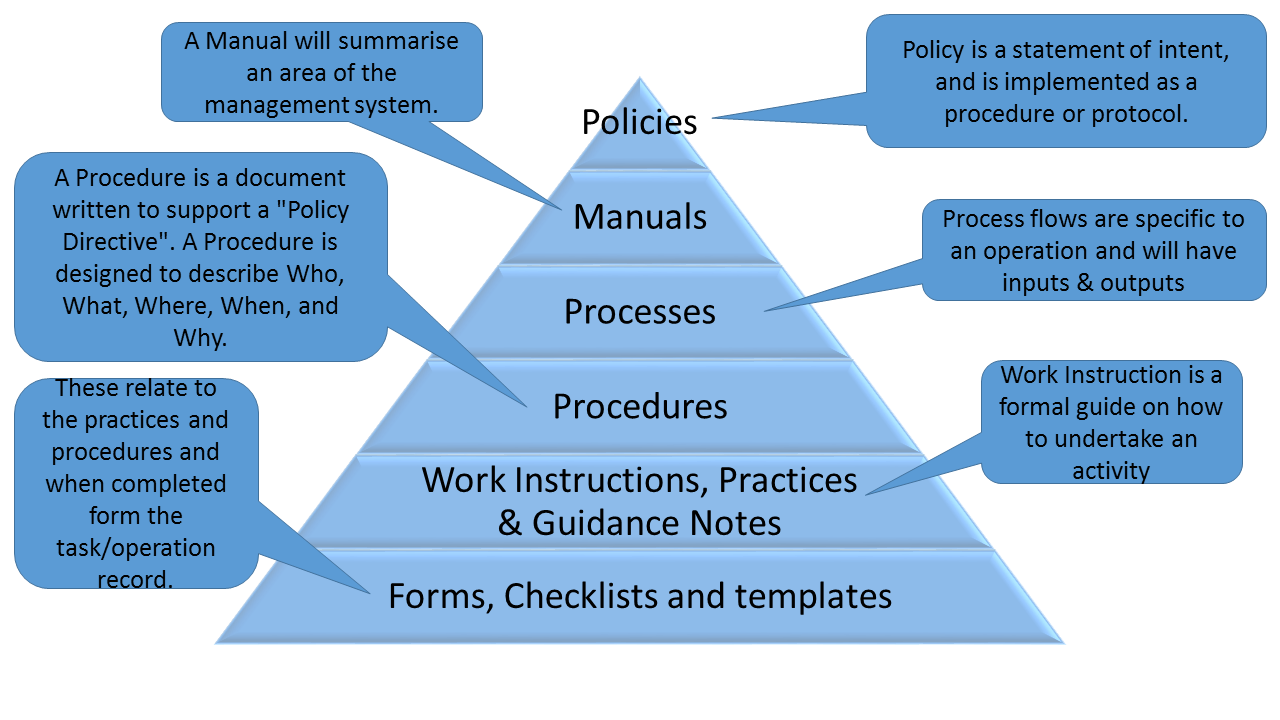 A Manual will summarise
an area of the
management system.
Policy is a statement of intent,
and is implemented as a
procedure or protocol.
Policies
A Procedure is a document
written to support a "Policy
Directive". A Procedure is
designed to describe Who,
What, Where, When, and
Why.
Manuals
Process flows are specific to
an operation and will have
inputs & outputs
Processes
Procedures
These relate to
the practices and
procedures and
when completed
form the
task/operation
record.
Work Instruction is a
formal guide on how
to undertake an
activity
Work Instructions, Practices
& Guidance Notes
Forms, Checklists and templates